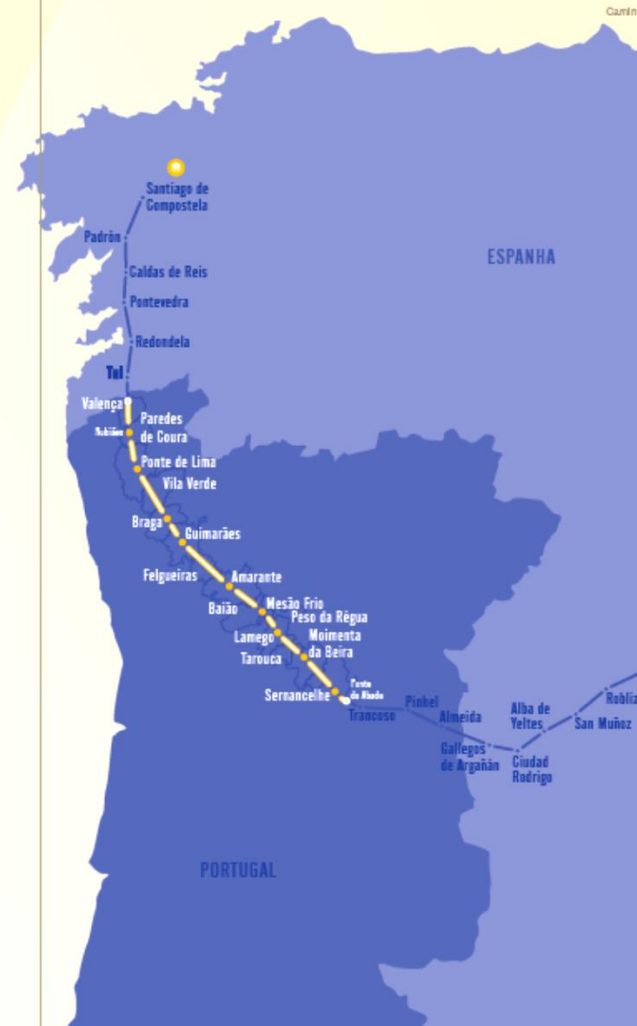 Camin
Santiago de
Compostela
Padrón
ESPANHA
Caldas de Reis
Pontevedra
Redondela
Tui
Valença
Paredes
de Coura
Rubiães
Ponte de Lima
Vila Verde
Braga
Guimarães
Felgueiras
Amarante
Baião
Mesão Frio
Peso da Régua
Lamego
Moimenta
da Beira
Tarouca
Sernancelhe
Ponte
do Abade
Trancoso
Pinhel
Almeida
Gallegos
de Argañán
Ciudad
Rodrigo
Alba de
Yeltes
San Muñoz
Robliz
PORTUGAL